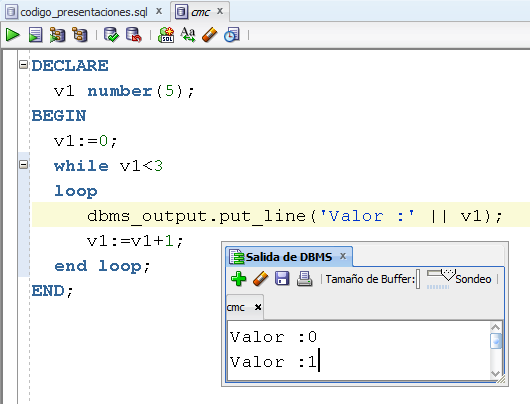 codigo_presentaciones.sql cmc
DECLARE
v1 number(5);
BEGIN
v1:=0;
while v1<3
loop
dbms_output.put_line('Valor :' || v1);
v1:=v1+1;
end loop;
END;
Salida de DBMS
Tamaño de Buffer: Sondeo
cmc
Valor :0
Valor :1